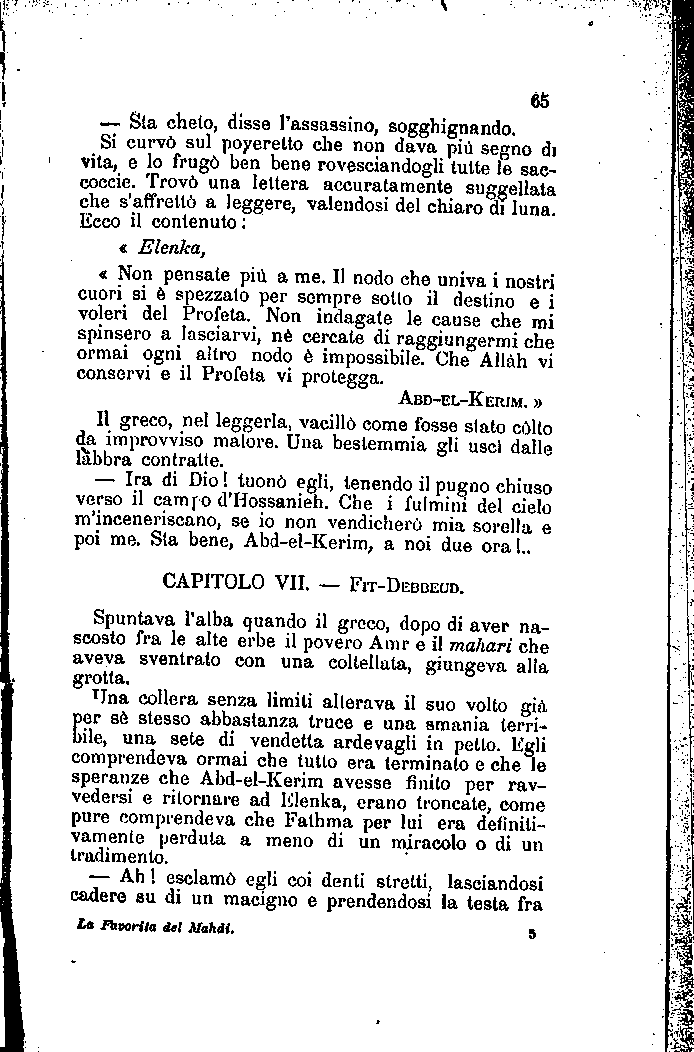 65
— Sta cheto, disse l'assassino, sogghignando.
Si curvò sul poveretto che non dava più segno di
vita, e lo frugò ben bene rovesciandogli tutte le sac-
coccie. Trovò una lettera accuratamente suggellata
che s'affrettò a leggere, valendosi del chiaro di luna.
Ecco il contenuto:
« Elenka,
« Non pensate più a me. Il nodo che univa i nostri
cuori si è spezzato per sempre sotto il destino e i
voleri del Profeta. Non indagate le cause che mi
spinsero a lasciarvi, nè cercate di raggiungermi che
ormai ogni altro nodo è impossibile. Che Allàh vi
conservi e il Profeta vi protegga.
ABD-EL-KERIM. »
Il greco, nel leggerla, vacillò come fosse stato còlto
da improvviso malore. Una bestemmia gli uscì dalle
labbra contratte.
— Ira di Dio! tuonò egli, tenendo il pugno chiuso
verso il campo d'Hossanieh. Che i fulmini del cielo
m'inceneriscano, se io non vendicherò mia sorella e
poi me. Sta bene, Abd-el-Kerim, a noi due ora!..
CAPITOLO VII. — FIT-DEBBEUD.
Spuntava l'alba quando il greco, dopo di aver na-
scosto fra le alte erbe il povero Amr e il mahari che
aveva sventrato con una coltellata, giungeva alla
grotta.
Una collera senza limiti alterava il suo volto già
per sè stesso abbastanza truce e una smania terri-
bile, una sete di vendetta ardevagli in petto. Egli
comprendeva ormai che tutto era terminato e che le
speranze che Abd-el-Kerim avesse finito per rav-
vedersi e ritornare ad Elenka, erano troncate, come
pure comprendeva che Fathma per lui era definiti-
vamente perduta a meno di un miracolo o di un
tradimento.
— Ah! esclamò egli coi denti stretti, lasciandosi
cadere su di un macigno e prendendosi la testa fra
La Favorita del Mahdi. 5